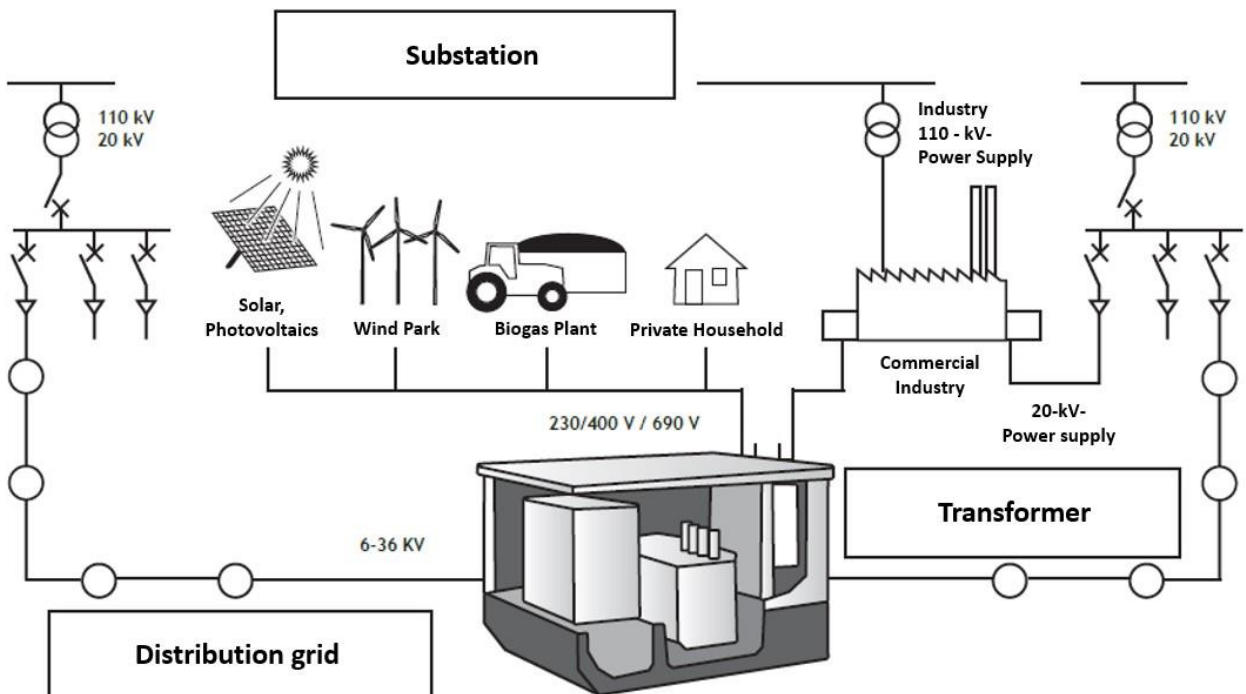 Substation
110 kV
20 kV
Industry
110 - kV-
Power Supply
110 kV
20 kV
Solar,
Photovoltaics
Wind Park
Biogas Plant
Private Household
Commercial
Industry
230/400 V / 690 V
20-kV-
Power supply
Transformer
6-36 KV
Distribution grid